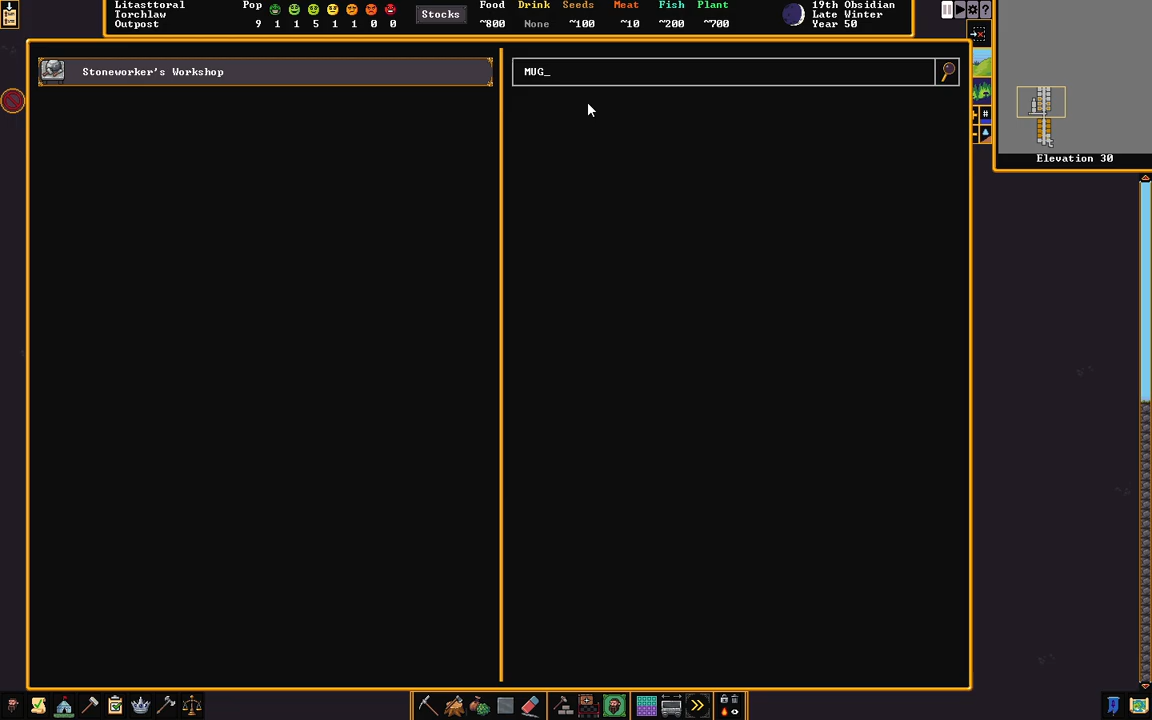 Litasttoral Pop Food Drink Seeds Meat Fish Plant 19th Obsidian
Torchlaw Stocks Late Winter
Outpost 9 1 1 5 1 1 0 0 ~800 None ~100 ~10 ~200 ~700 Year 50
Stoneworker's Workshop MUG_
Elevation 30